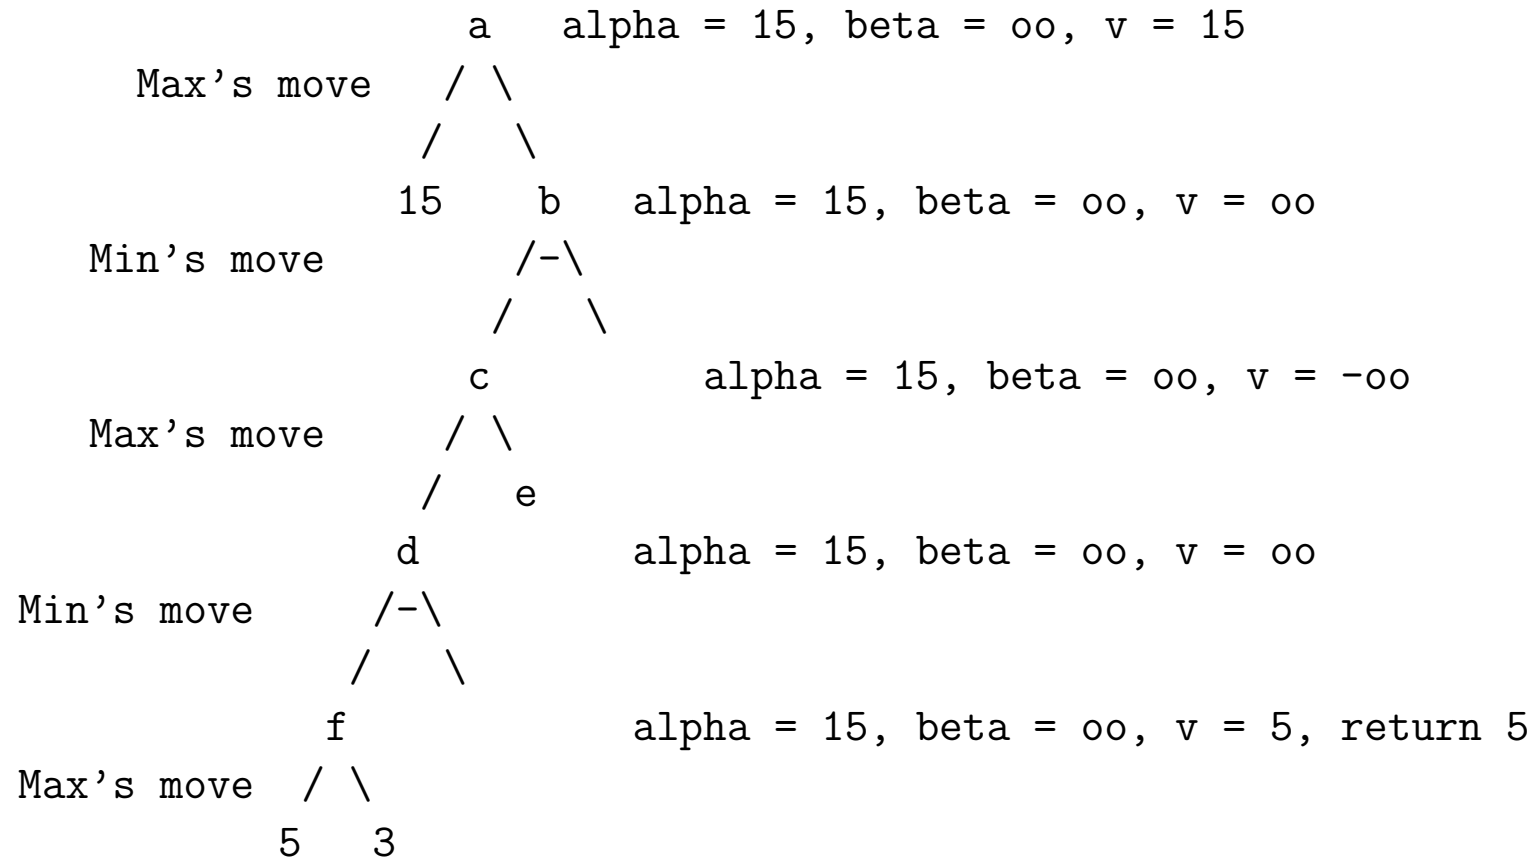 a alpha = 15, beta = oo, v = 15
Max's move / \
/ \
15 b alpha = 15, beta = oo, v = oo
Min's move /-\
/ \
c alpha = 15, beta = oo, v = -oo
Max's move / \
/ e
d alpha = 15, beta = oo, v = oo
Min's move /-\
/ \
f alpha = 15, beta = oo, v = 5, return 5
Max's move / \
5 3